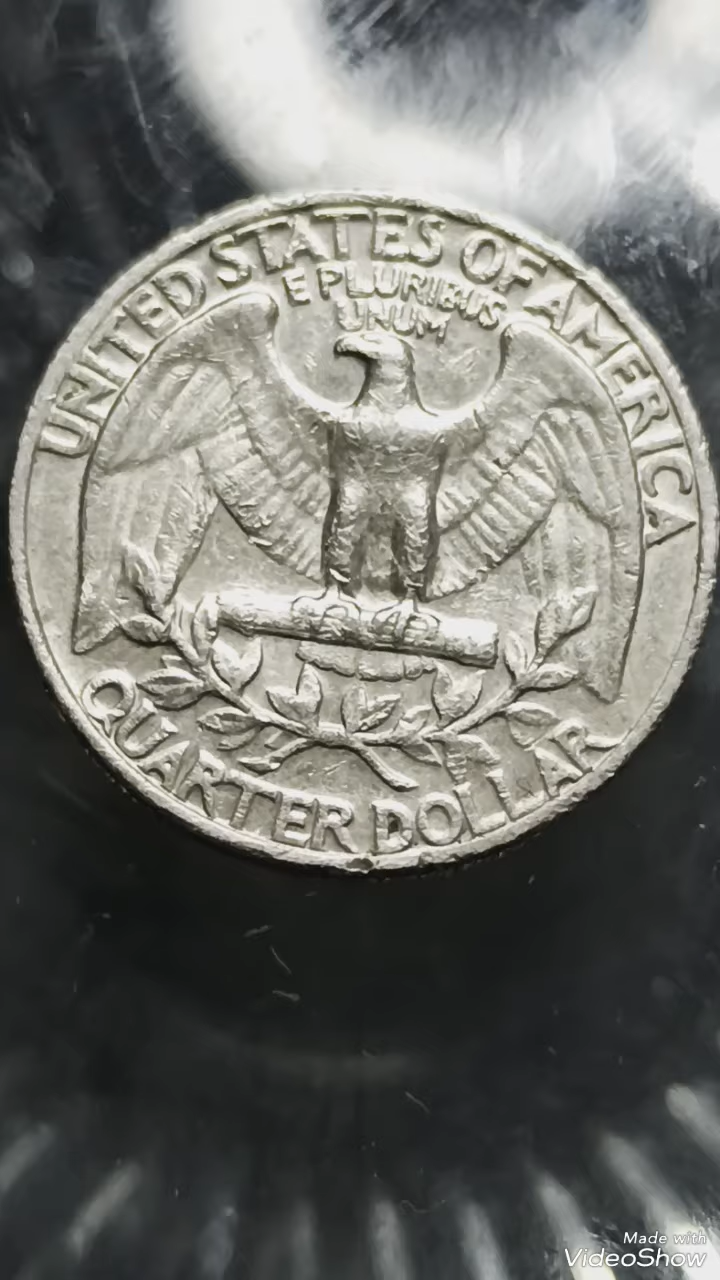 UNITED STATES OF AMERICA
E PLURIBUS
UNUM
QUARTER DOLLAR
Made with
VideoShow